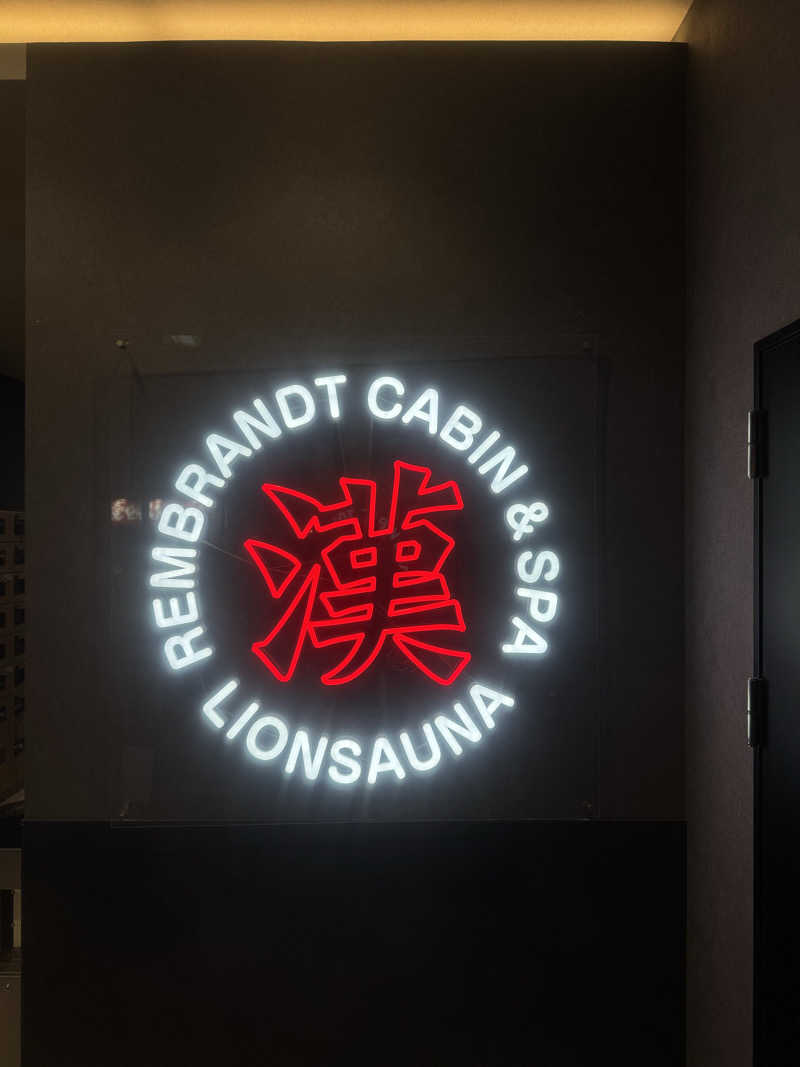 REMBRANDT CABIN & SPA
漢
LIONSAUNA